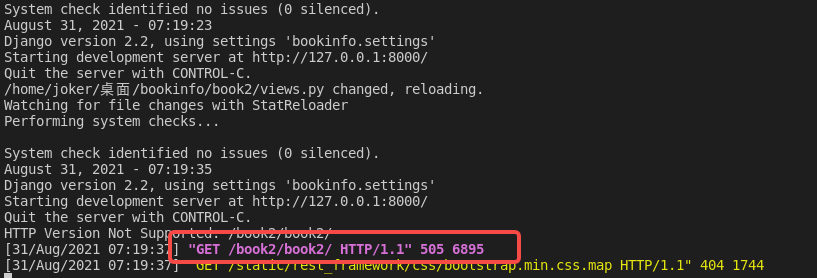 System check identified no issues (0 silenced).
August 31, 2021 - 07:19:23
Django version 2.2, using settings 'bookinfo.settings'
Starting development server at http://127.0.0.1:8000/
Quit the server with CONTROL-C.
/home/joker/桌面/bookinfo/book2/views.py changed, reloading.
Watching for file changes with StatReloader
Performing system checks...
System check identified no issues (0 silenced).
August 31, 2021 - 07:19:35
Django version 2.2, using settings 'bookinfo.settings'
Starting development server at http://127.0.0.1:8000/
Quit the server with CONTROL-C.
HTTP Version Not Supported: /book2/book2/
[31/Aug/2021 07:19:37] "GET /book2/book2/ HTTP/1.1" 505 6895
[31/Aug/2021 07:19:37] "GET /static/rest_framework/css/bootstrap.min.css.map HTTP/1.1" 404 1744